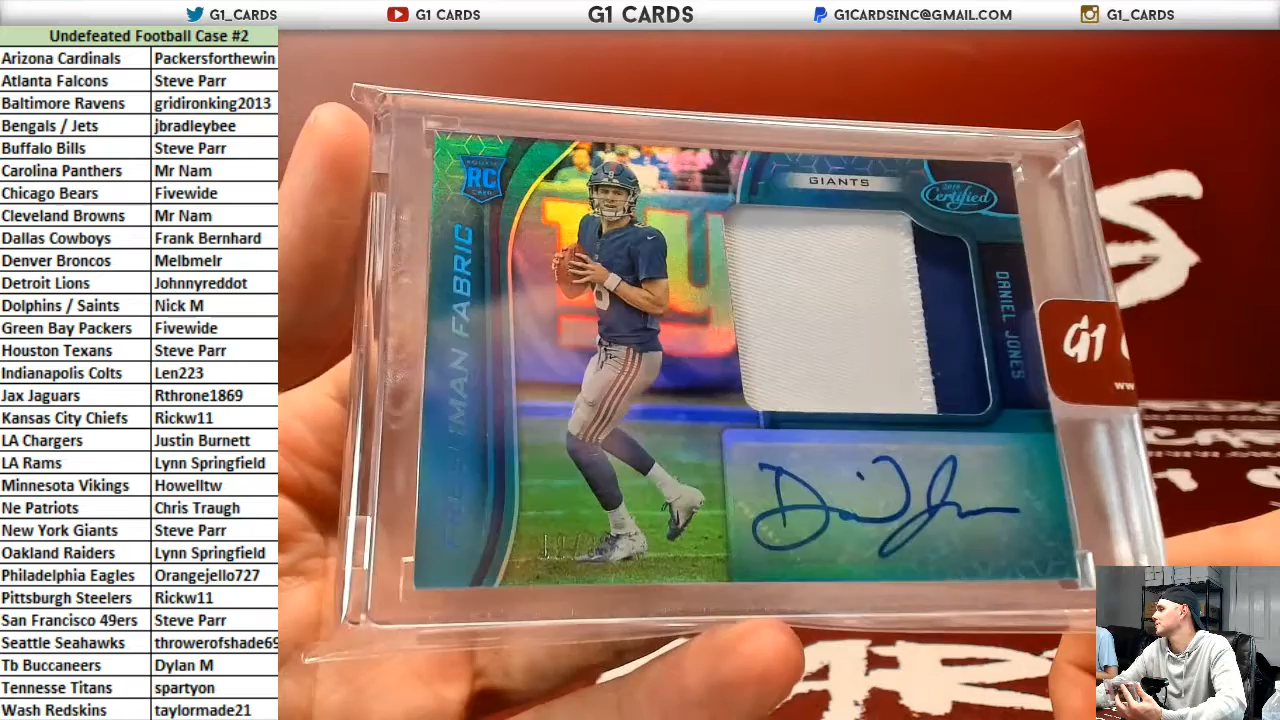 G1_CARDS
G1 CARDS
G1 CARDS
G1CARDSINC@GMAIL.COM
G1_CARDS
Undefeated Football Case #2
Arizona Cardinals Packersforthewin
Atlanta Falcons Steve Parr
Baltimore Ravens gridironking2013
Bengals / Jets jbradleybee
Buffalo Bills Steve Parr
Carolina Panthers Mr Nam
Chicago Bears Fivewide
Cleveland Browns Mr Nam
Dallas Cowboys Frank Bernhard
Denver Broncos Melbmelr
Detroit Lions Johnnyreddot
Dolphins / Saints Nick M
Green Bay Packers Fivewide
Houston Texans Steve Parr
Indianapolis Colts Len223
Jax Jaguars Rthrone1869
Kansas City Chiefs Rickw11
LA Chargers Justin Burnett
LA Rams Lynn Springfield
Minnesota Vikings Howelltw
Ne Patriots Chris Traugh
New York Giants Steve Parr
Oakland Raiders Lynn Springfield
Philadelphia Eagles Orangejello727
Pittsburgh Steelers Rickw11
San Francisco 49ers Steve Parr
Seattle Seahawks throwerofshade69
Tb Buccaneers Dylan M
Tennesse Titans spartyon
Wash Redskins taylormade21
ROOKIE
RC
CARD
FRESHMAN FABRIC
8
GIANTS
2019
Certified
DANIEL JONES
G1
ww